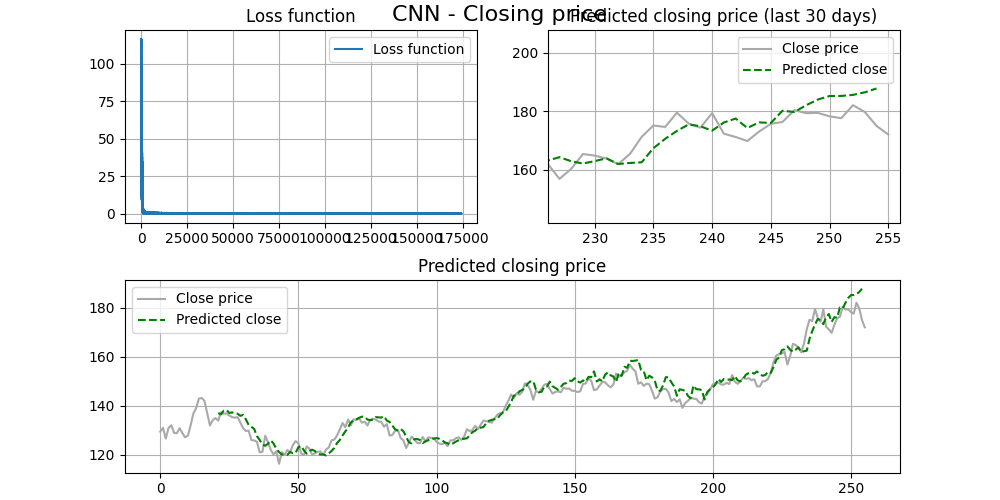 CNN - Closing price
Loss function
Predicted closing price (last 30 days)
Loss function
100
75
50
25
0
0 25000 50000 75000 100000 125000 150000 175000
Close price
Predicted close
200
180
160
230 235 240 245 250 255
Predicted closing price
Close price
Predicted close
180
160
140
120
0 50 100 150 200 250